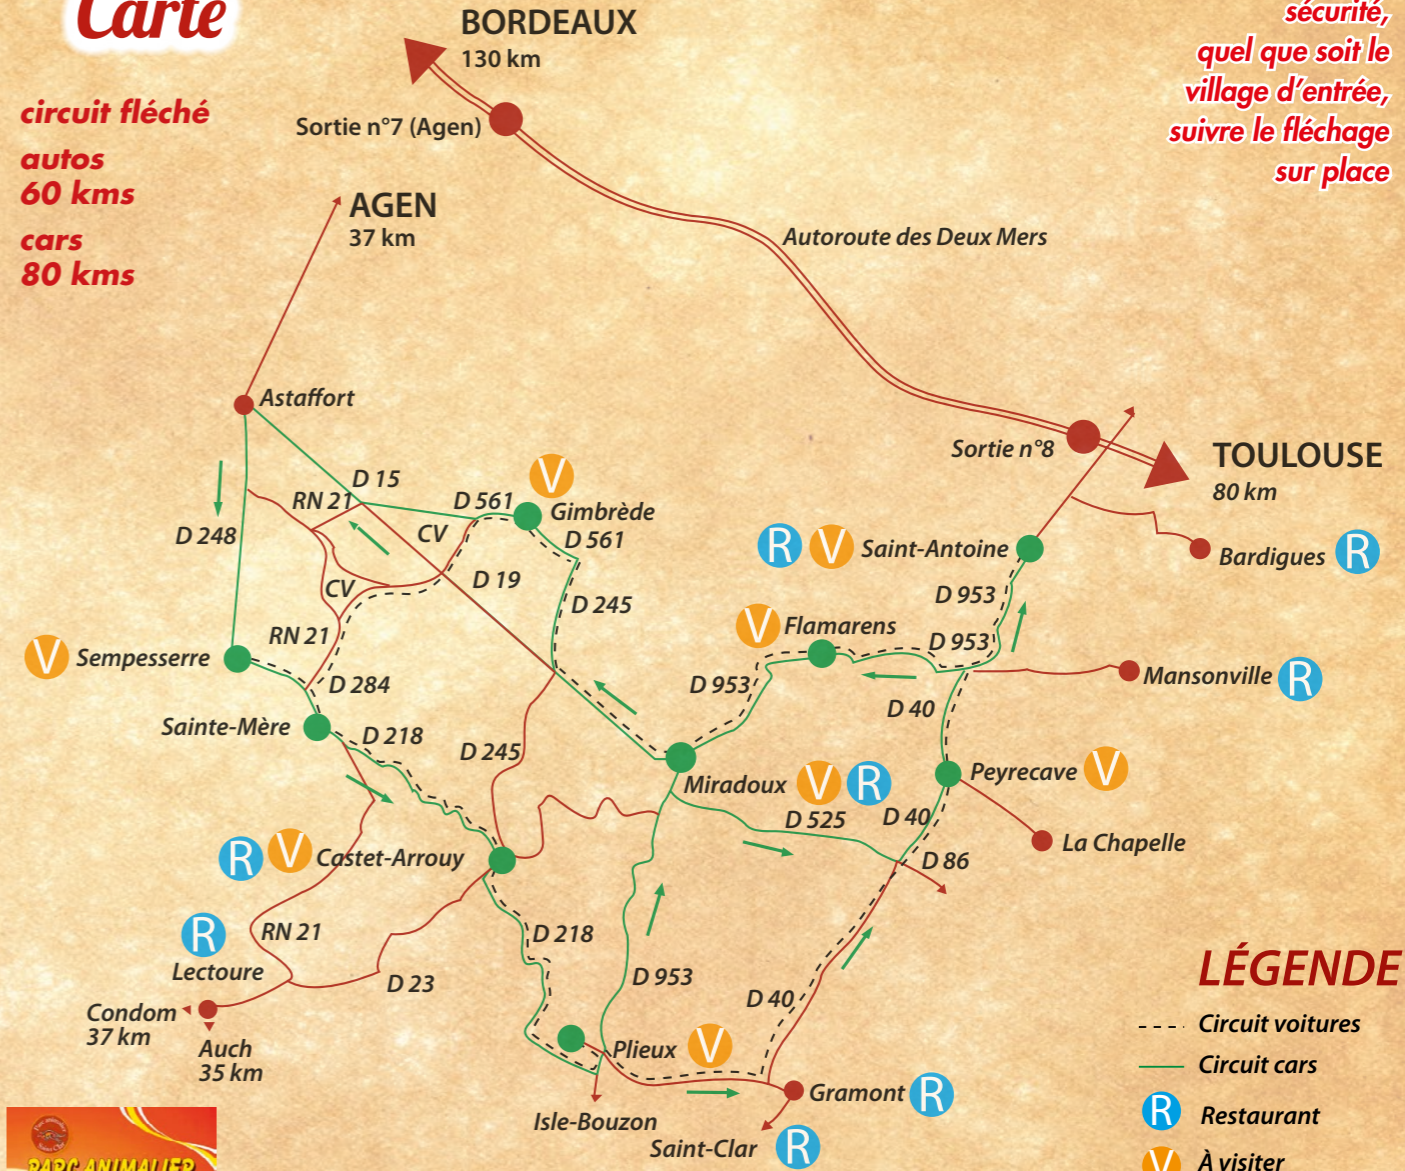 Carte
circuit fléché
autos
60 kms
cars
80 kms
sécurité,
quel que soit le
village d'entrée,
suivre le fléchage
sur place
BORDEAUX
130 km
Sortie n°7 (Agen)
AGEN
37 km
Autoroute des Deux Mers
Astaffort
Sortie n°8
TOULOUSE
80 km
D 15
RN 21
D 561
V
Gimbrède
D 248
CV
D 561
R
V
Saint-Antoine
Bardigues
R
D 19
CV
D 245
D 953
RN 21
V
Flamarens
D 953
V
Sempesserre
D 284
D 953
Mansonville
R
D 40
Sainte-Mère
D 218
D 245
Miradoux
V
R
Peyrecave
V
D 525
D 40
La Chapelle
R
V
Castet-Arrouy
D 86
R
Lectoure
RN 21
D 218
D 23
D 953
D 40
Condom
37 km
Auch
35 km
Plieux
V
Isle-Bouzon
Gramont
R
Saint-Clar
R
LÉGENDE
Circuit voitures
Circuit cars
R
Restaurant
V
À visiter
PARC ANIMALIER